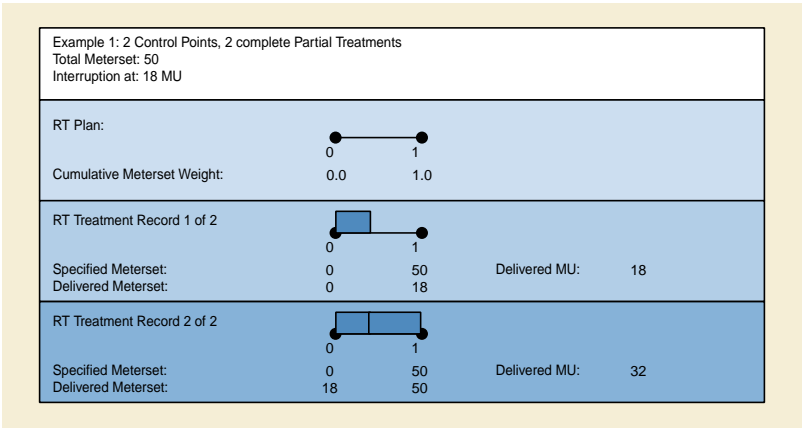 Example 1: 2 Control Points, 2 complete Partial Treatments
Total Meterset: 50
Interruption at: 18 MU
RT Plan:
0 1
Cumulative Meterset Weight: 0.0 1.0
RT Treatment Record 1 of 2
0 1
Specified Meterset: 0 50 Delivered MU: 18
Delivered Meterset: 0 18
RT Treatment Record 2 of 2
0 1
Specified Meterset: 0 50 Delivered MU: 32
Delivered Meterset: 18 50